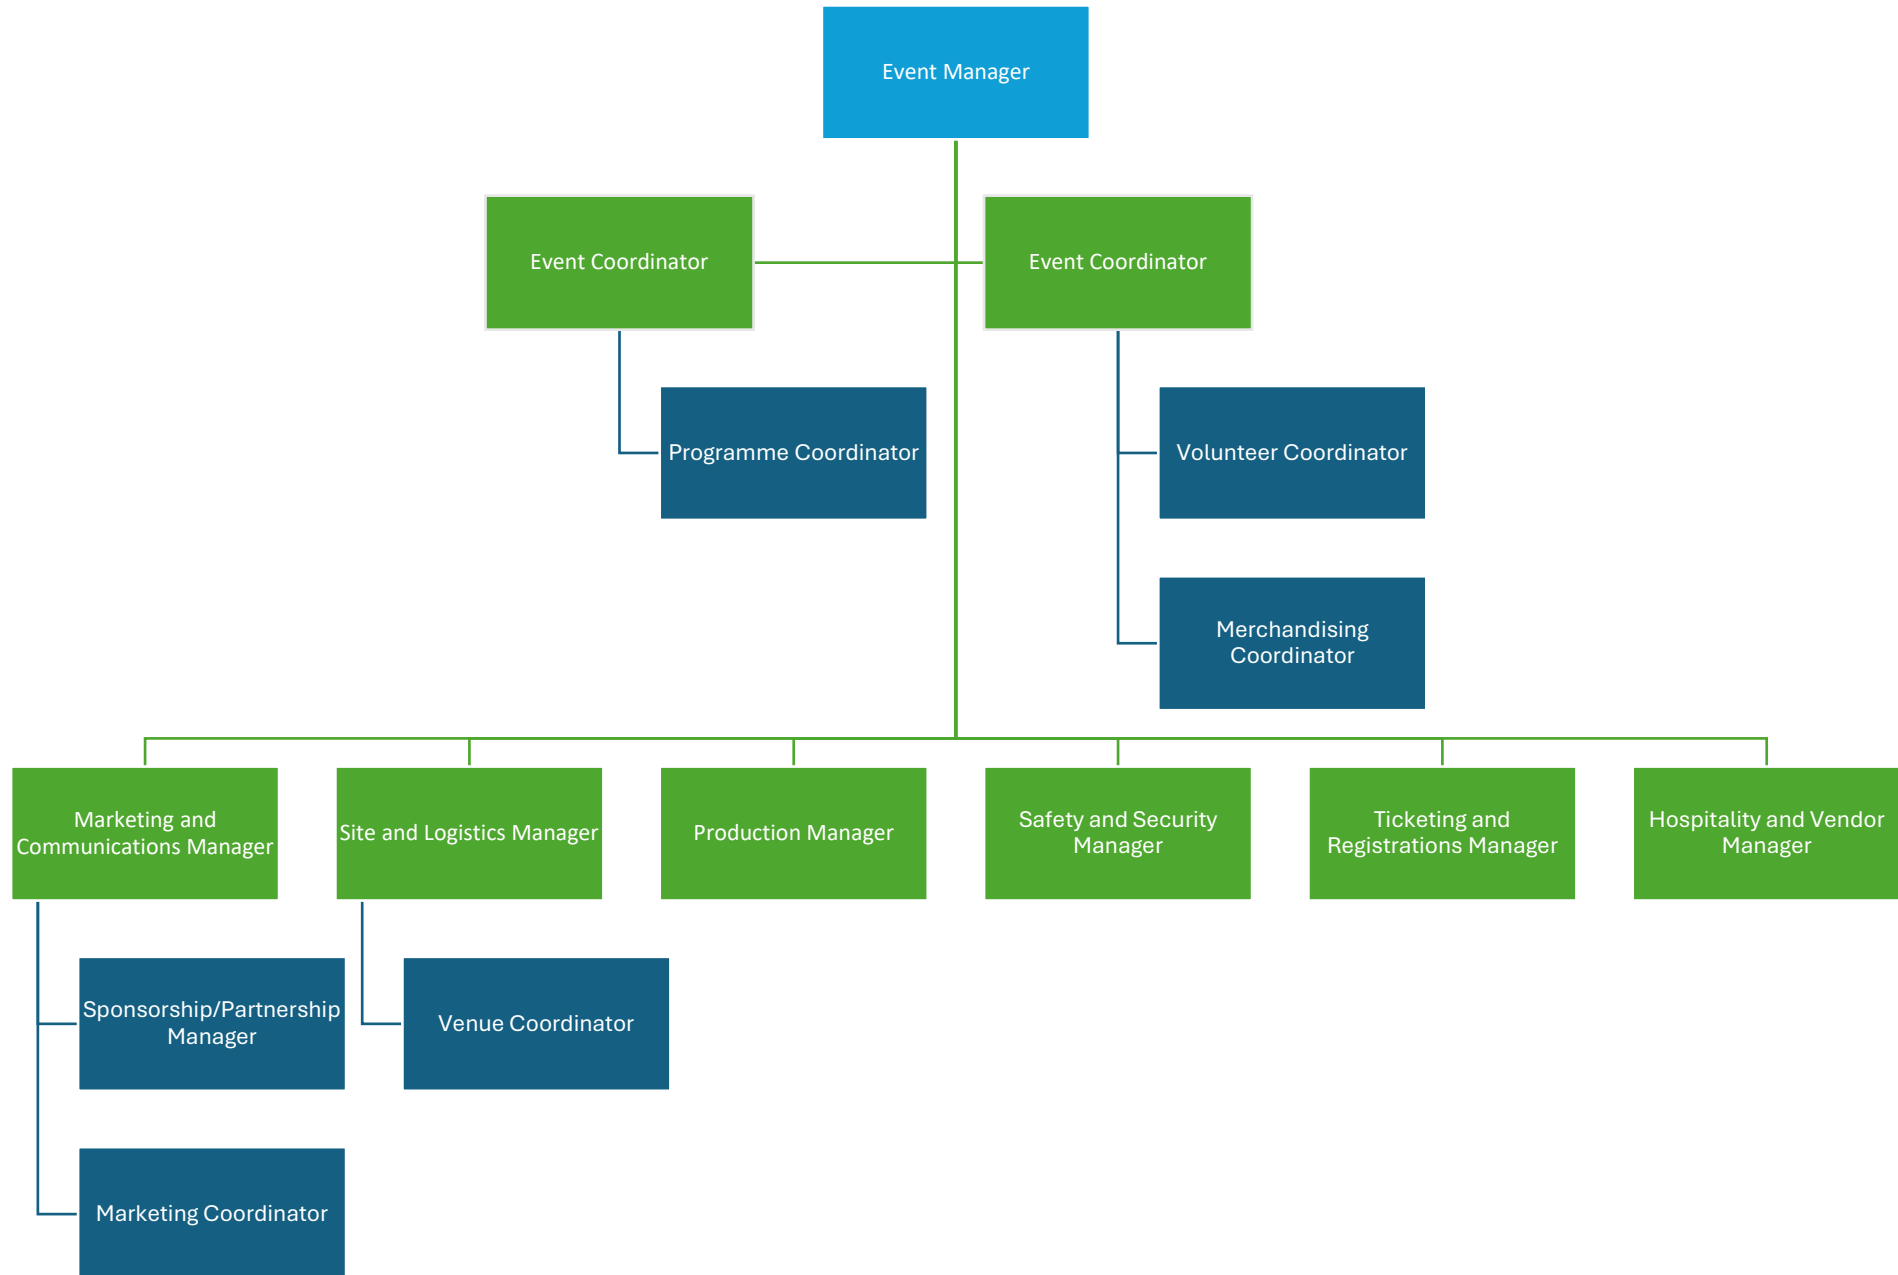 Event Manager
Event Coordinator
Event Coordinator
Programme Coordinator
Volunteer Coordinator
Merchandising
Coordinator
Marketing and
Communications Manager
Site and Logistics Manager
Production Manager
Safety and Security
Manager
Ticketing and
Registrations Manager
Hospitality and Vendor
Manager
Sponsorship/Partnership
Manager
Venue Coordinator
Marketing Coordinator